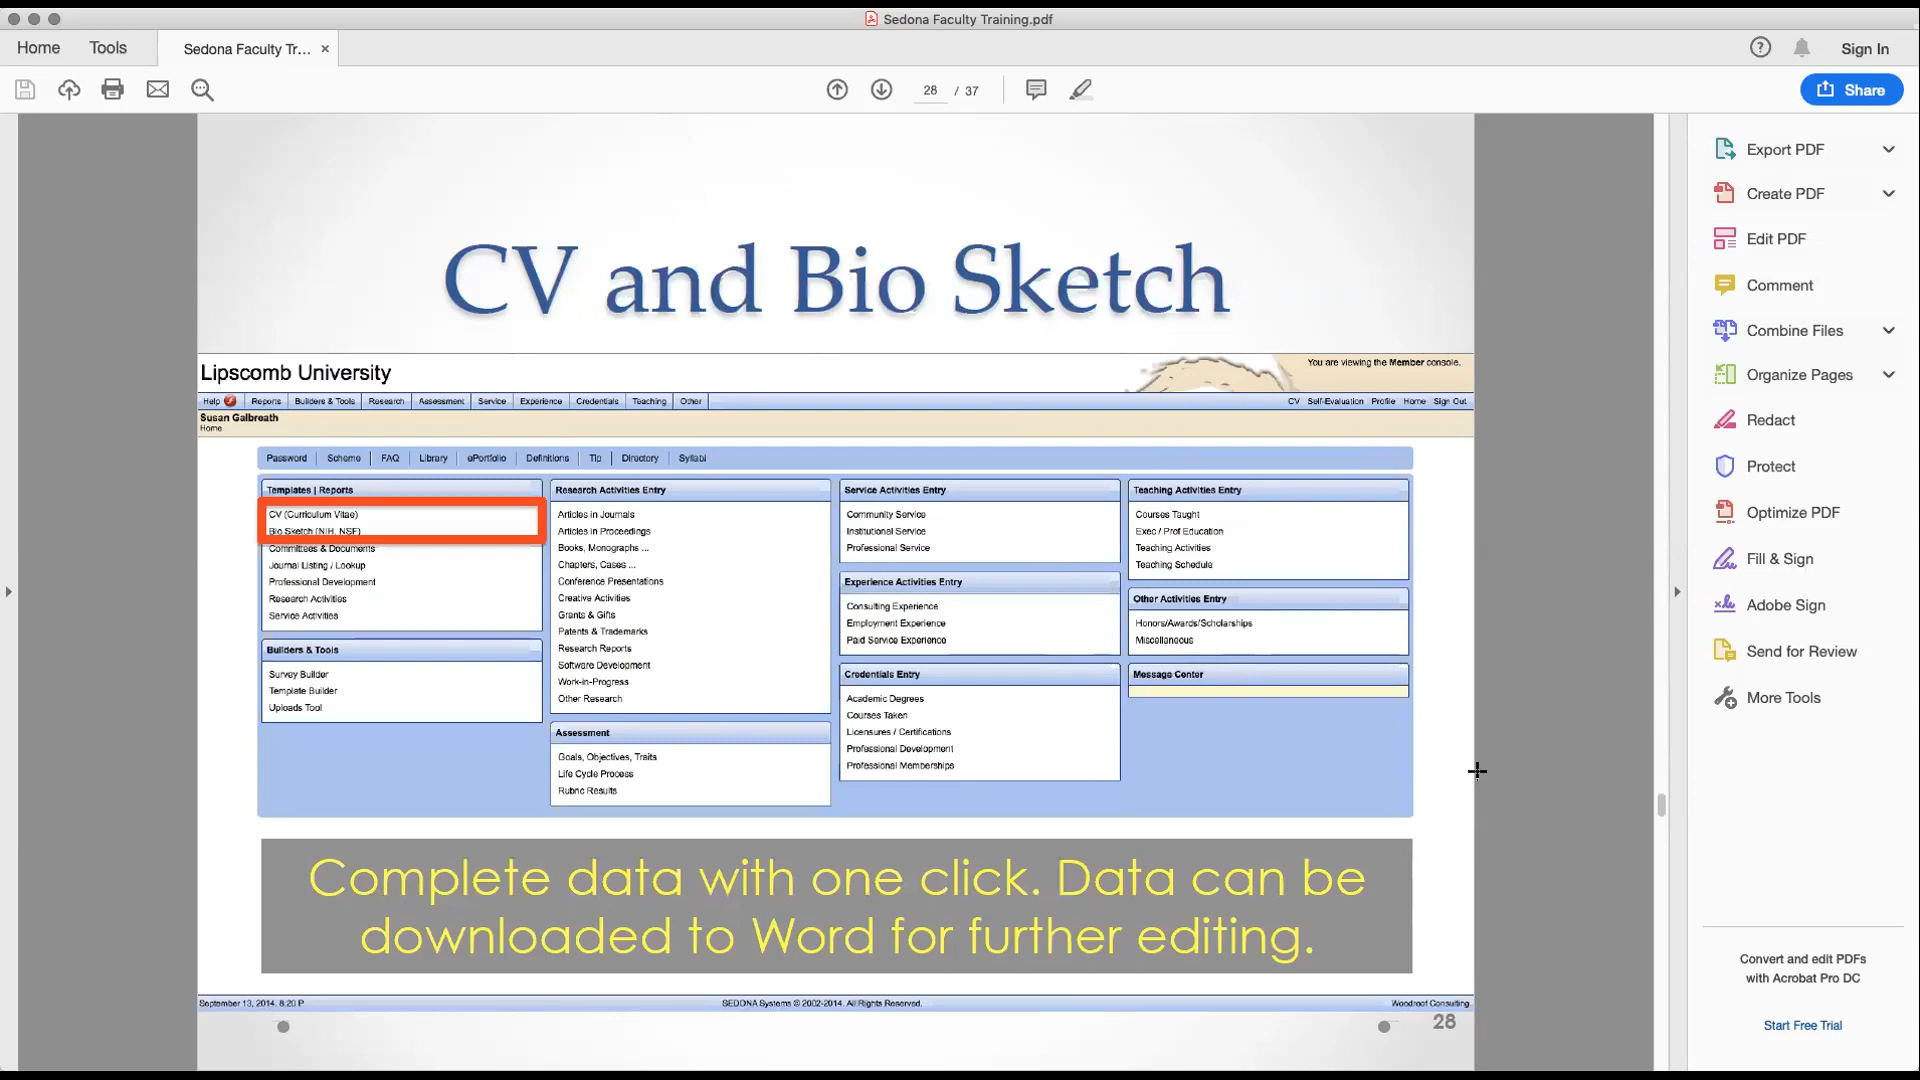 Sedona Faculty Training.pdf
Home
Tools
Sedona Faculty Tr...
Sign In
28 / 37
Share
CV and Bio Sketch
Lipscomb University
You are viewing the Member console.
Help
Reports
Builders & Tools
Research
Assessment
Service
Experience
Credentials
Teaching
Other
CV
Self-Evaluation
Profile
Home
Sign Out
Susan Galbreath
Home
Password
Scheme
FAQ
Library
ePortfolio
Definitions
Tip
Directory
Syllabi
Templates | Reports
CV (Curriculum Vitae)
Bio Sketch (NIH, NSF)
Committees & Documents
Journal Listing / Lookup
Professional Development
Research Activities
Service Activities
Builders & Tools
Survey Builder
Template Builder
Uploads Tool
Research Activities Entry
Articles in Journals
Articles in Proceedings
Books, Monographs ...
Chapters, Cases ...
Conference Presentations
Creative Activities
Grants & Gifts
Patents & Trademarks
Research Reports
Software Development
Work-in-Progress
Other Research
Assessment
Goals, Objectives, Traits
Life Cycle Process
Rubric Results
Service Activities Entry
Community Service
Institutional Service
Professional Service
Experience Activities Entry
Consulting Experience
Employment Experience
Paid Service Experience
Credentials Entry
Academic Degrees
Courses Taken
Licensures / Certifications
Professional Development
Professional Memberships
Teaching Activities Entry
Courses Taught
Exec / Prof Education
Teaching Activities
Teaching Schedule
Other Activities Entry
Honors/Awards/Scholarships
Miscellaneous
Message Center
Complete data with one click. Data can be
downloaded to Word for further editing.
September 13, 2014, 8:20 P
SEDONA Systems © 2002-2014. All Rights Reserved.
Woodroof Consulting
28
Export PDF
Create PDF
Edit PDF
Comment
Combine Files
Organize Pages
Redact
Protect
Optimize PDF
Fill & Sign
Adobe Sign
Send for Review
More Tools
Convert and edit PDFs
with Acrobat Pro DC
Start Free Trial